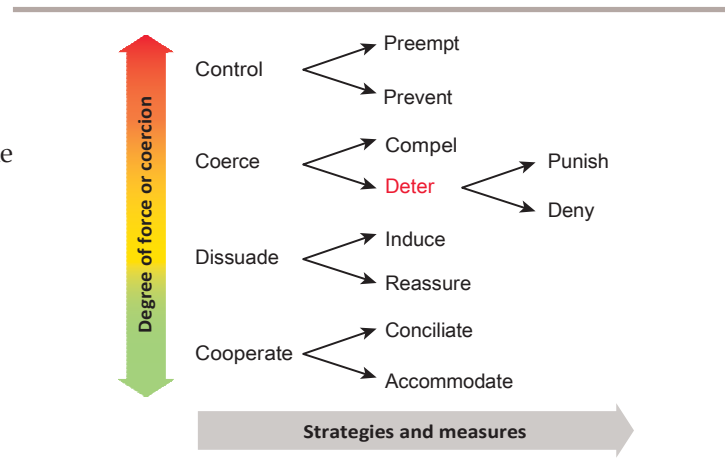 Degree of force or coercion
Control
Preempt
Prevent
e
Coerce
Compel
Deter
Punish
Deny
Dissuade
Induce
Reassure
Cooperate
Conciliate
Accommodate
Strategies and measures